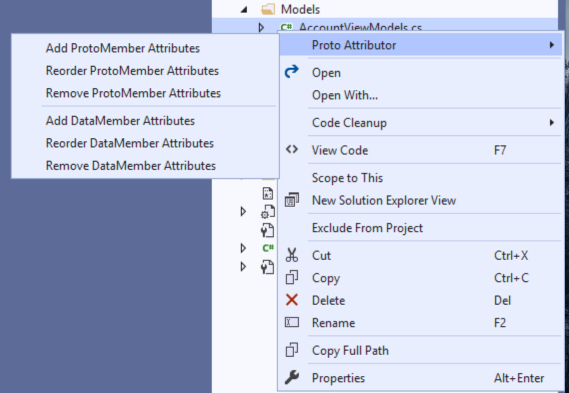 Models
C# AccountViewModels.cs
Proto Attributor
Add ProtoMember Attributes
Reorder ProtoMember Attributes
Remove ProtoMember Attributes
Add DataMember Attributes
Reorder DataMember Attributes
Remove DataMember Attributes
Open
Open With...
Code Cleanup
View Code F7
Scope to This
New Solution Explorer View
Exclude From Project
C#
Cut Ctrl+X
Copy Ctrl+C
Delete Del
Rename F2
Copy Full Path
Properties Alt+Enter